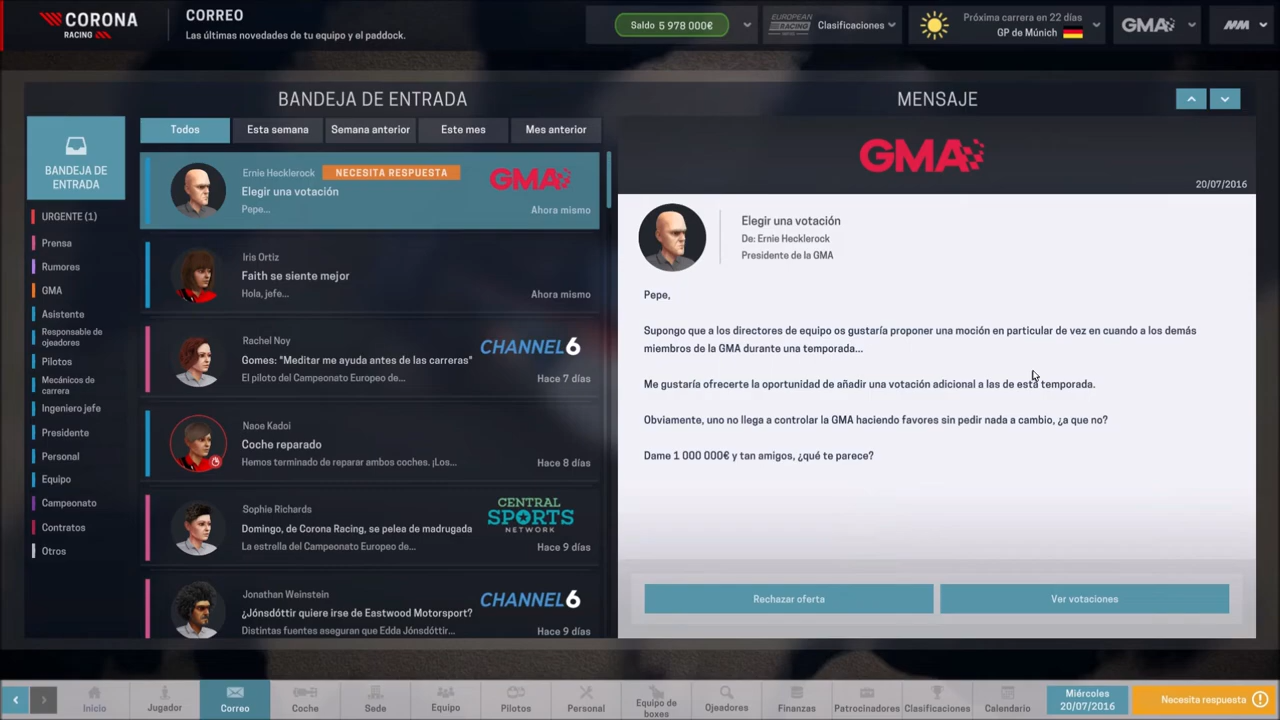 CORONA
RACING
CORREO
Las últimas novedades de tu equipo y el paddock.
Saldo 5 978 000€
EUROPEAN
RACING
Clasificaciones
Próxima carrera en 22 días
GP de Múnich
GMA
BANDEJA DE ENTRADA
MENSAJE
BANDEJA DE
ENTRADA
URGENTE (1)
Prensa
Rumores
GMA
Asistente
Responsable de
ojeadores
Pilotos
Mecánicos de
carrera
Ingeniero jefe
Presidente
Personal
Equipo
Campeonato
Contratos
Otros
Todos
Esta semana
Semana anterior
Este mes
Mes anterior
Ernie Hecklerock
NECESITA RESPUESTA
Elegir una votación
Pepe...
GMA
Ahora mismo
Iris Ortiz
Faith se siente mejor
Hola, jefe...
Ahora mismo
Rachel Noy
Gomes: "Meditar me ayuda antes de las carreras"
El piloto del Campeonato Europeo de...
CHANNEL6
Hace 7 días
Naoe Kadoi
Coche reparado
Hemos terminado de reparar ambos coches. ¡Los...
Hace 8 días
Sophie Richards
Domingo, de Corona Racing, se pelea de madrugada
La estrella del Campeonato Europeo de...
CENTRAL
SPORTS
NETWORK
Hace 9 días
Jonathan Weinstein
¿Jónsdóttir quiere irse de Eastwood Motorsport?
Distintas fuentes aseguran que Edda Jónsdóttir...
CHANNEL6
Hace 9 días
GMA
20/07/2016
Elegir una votación
De: Ernie Hecklerock
Presidente de la GMA
Pepe,
Supongo que a los directores de equipo os gustaría proponer una moción en particular de vez en cuando a los demás
miembros de la GMA durante una temporada...
Me gustaría ofrecerte la oportunidad de añadir una votación adicional a las de esta temporada.
Obviamente, uno no llega a controlar la GMA haciendo favores sin pedir nada a cambio, ¿a que no?
Dame 1 000 000€ y tan amigos, ¿qué te parece?
Rechazar oferta
Ver votaciones
Inicio
Jugador
Correo
Coche
Sede
Equipo
Pilotos
Personal
Equipo de
boxes
Ojeadores
Finanzas
Patrocinadores
Clasificaciones
Calendario
Miércoles
20/07/2016
Necesita respuesta